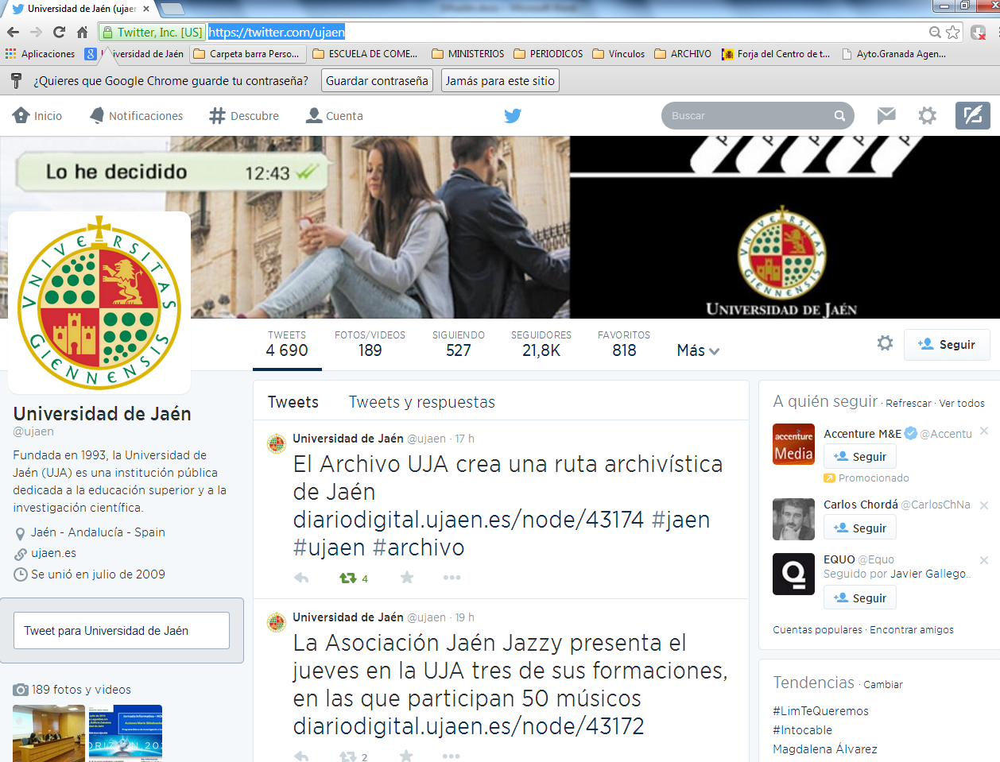 Universidad de Jaén (ujaer
Twitter, Inc. [US] https://twitter.com/ujaen
Aplicaciones
iversidad de Jaén
Carpeta barra Perso...
ESCUELA DE COME...
MINISTERIOS
PERIODICOS
Vínculos
ARCHIVO
Forja del Centro de t...
Ayto.Granada Agen...
¿Quieres que Google Chrome guarde tu contraseña?
Guardar contraseña
Jamás para este sitio
Inicio
Notificaciones
Descubre
Cuenta
Buscar
Lo he decidido 12:43
VNIVERSITAS GIENNENSIS
VNIVERSITAS GIENNENSIS
UNIVERSIDAD DE JAÉN
TWEETS
4 690
FOTOS/VIDEOS
189
SIGUIENDO
527
SEGUIDORES
21,8K
FAVORITOS
818
Más
Seguir
Universidad de Jaén
@ujaen
Fundada en 1993, la Universidad de
Jaén (UJA) es una institución pública
dedicada a la educación superior y a la
investigación científica.
Jaén - Andalucía - Spain
ujaen.es
Se unió en julio de 2009
Tweet para Universidad de Jaén
189 fotos y videos
Tweets
Tweets y respuestas
Universidad de Jaén @ujaen · 17 h
El Archivo UJA crea una ruta archivística
de Jaén
diariodigital.ujaen.es/node/43174 #jaen
#ujaen #archivo
4
Universidad de Jaén @ujaen · 19 h
La Asociación Jaén Jazzy presenta el
jueves en la UJA tres de sus formaciones,
en las que participan 50 músicos
diariodigital.ujaen.es/node/43172
2
A quién seguir · Refrescar · Ver todos
accenture
Media
Accenture M&E @Accentu
Seguir
Promocionado
Carlos Chordá @CarlosChNa
Seguir
EQUO @Equo
Seguido por Javier Gallego..
Seguir
Cuentas populares · Encontrar amigos
Tendencias · Cambiar
#LimTeQueremos
#Intocable
Magdalena Álvarez